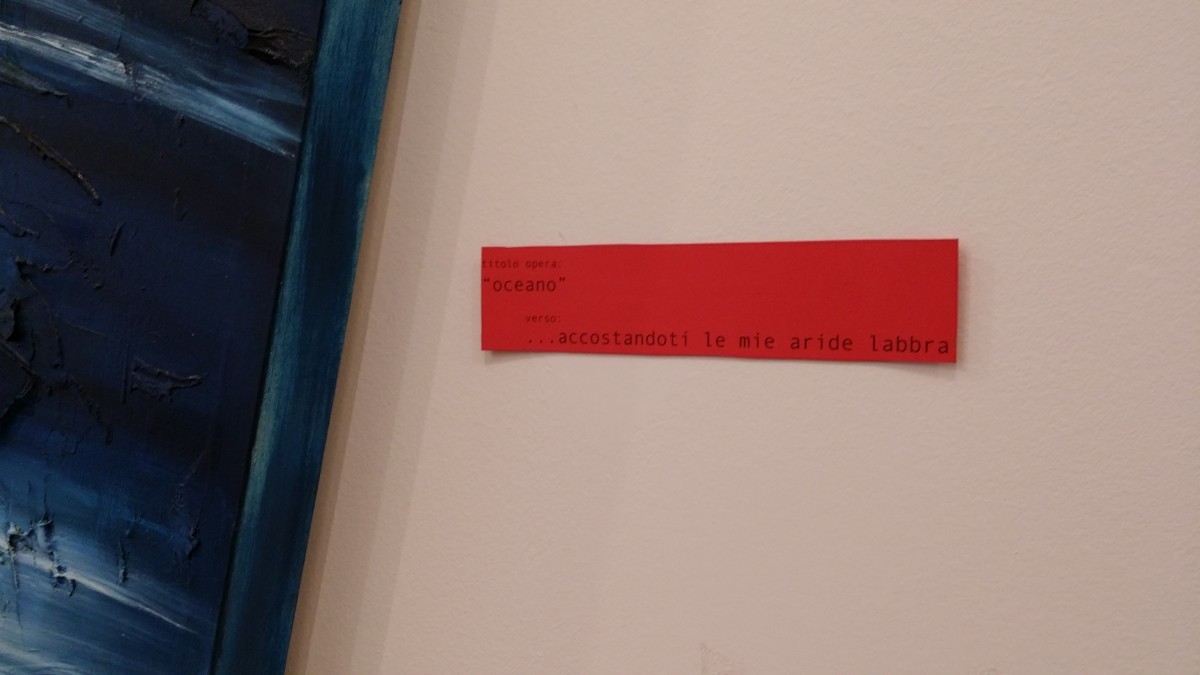 titolo opera:
"oceano"
verso:
...accostandoti le mie aride labbra